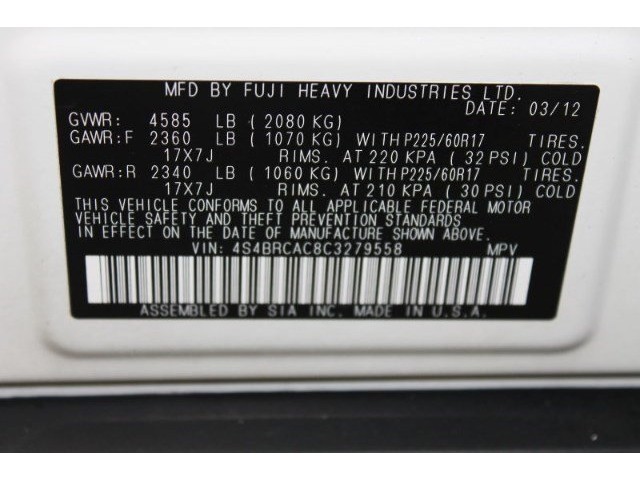 MFD BY FUJI HEAVY INDUSTRIES LTD.
DATE: 03/12
GVWR: 4585 LB (2080 KG)
GAWR:F 2360 LB (1070 KG) WITH P225/60R17 TIRES.
17X7J RIMS. AT 220 KPA (32 PSI) COLD
GAWR:R 2340 LB (1060 KG) WITH P225/60R17 TIRES.
17X7J RIMS. AT 210 KPA (30 PSI) COLD
THIS VEHICLE CONFORMS TO ALL APPLICABLE FEDERAL MOTOR
VEHICLE SAFETY AND THEFT PREVENTION STANDARDS
IN EFFECT ON THE DATE OF MANUFACTURE SHOWN ABOVE.
VIN: 4S4BRCAC8C3279558 MPV
ASSEMBLED BY SIA INC. MADE IN U.S.A.